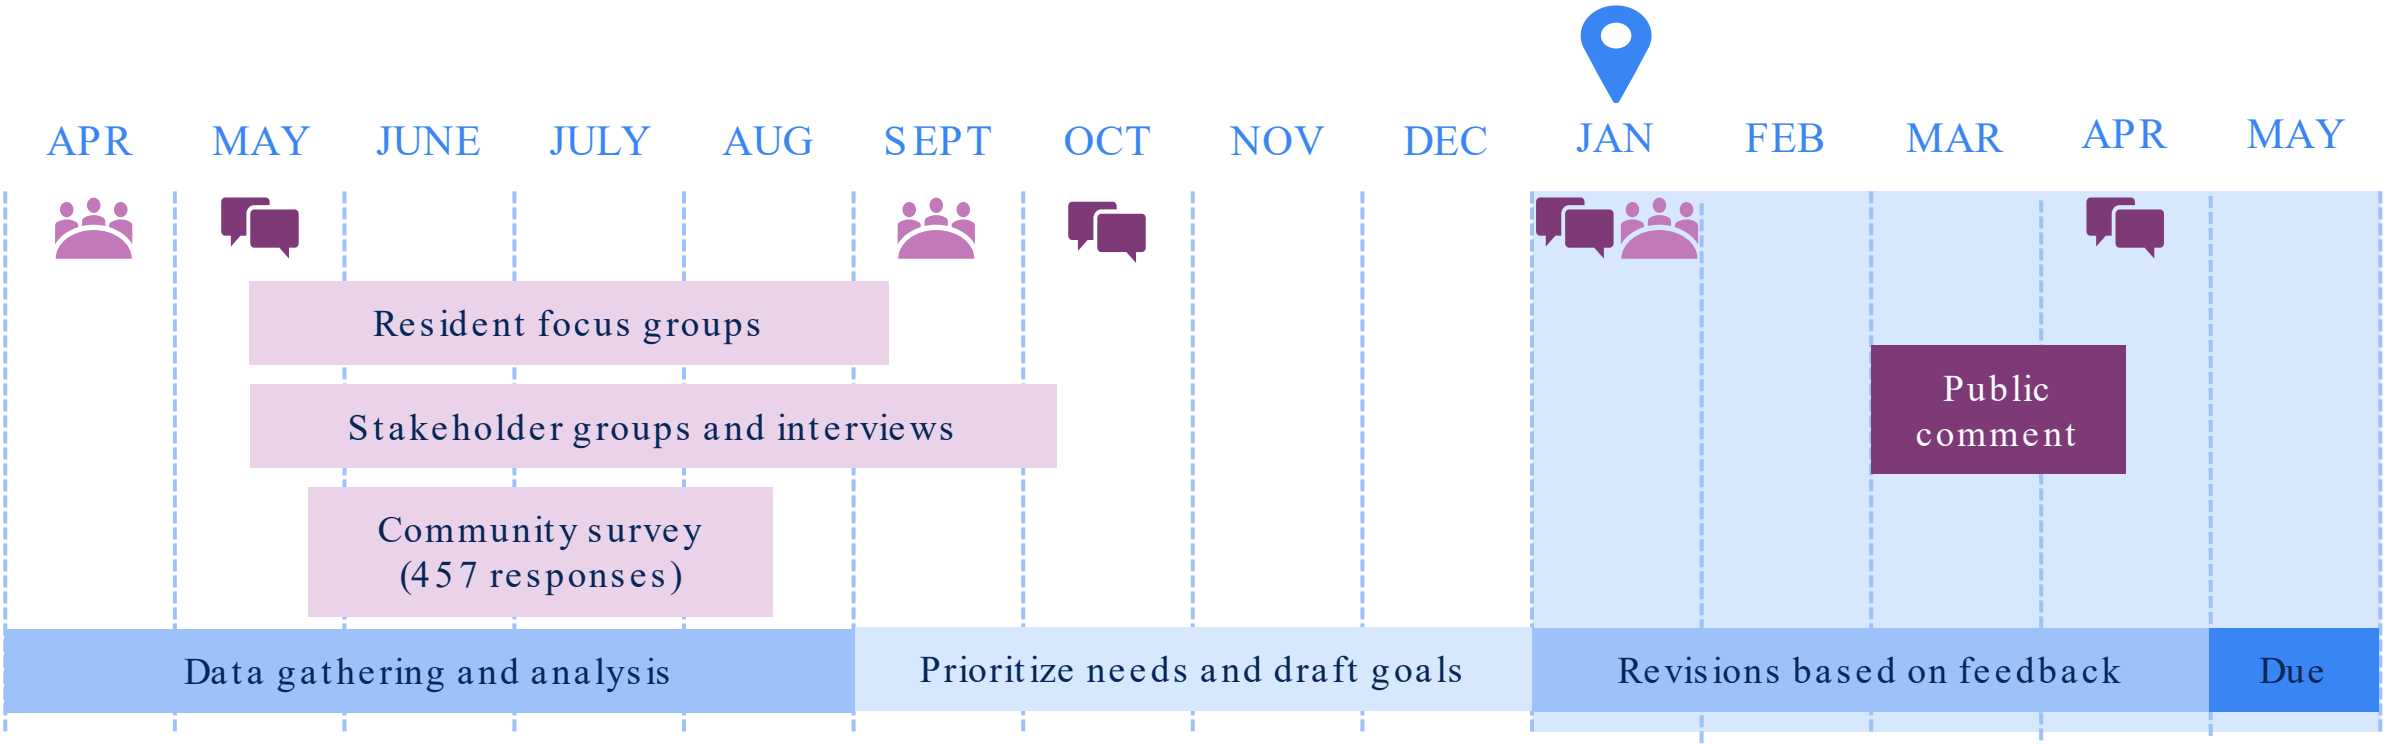 APR MAY JUNE JULY AUG SEPT OCT NOV DEC JAN FEB MAR APR MAY
Resident focus groups
Public
comment
Stakeholder groups and interviews
Community survey
(457 responses)
Data gathering and analysis
Prioritize needs and draft goals
Revisions based on feedback
Due